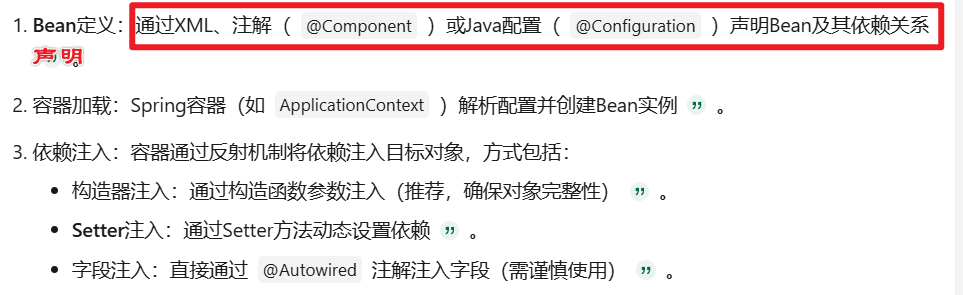 1. Bean定义：通过XML、注解（ @Component ）或Java配置（ @Configuration ）声明Bean及其依赖关系
声明。
2. 容器加载：Spring容器（如 ApplicationContext ）解析配置并创建Bean实例 ” 。
3. 依赖注入：容器通过反射机制将依赖注入目标对象，方式包括：
• 构造器注入：通过构造函数参数注入（推荐，确保对象完整性） ” 。
• Setter注入：通过Setter方法动态设置依赖 ” 。
• 字段注入：直接通过 @Autowired 注解注入字段（需谨慎使用） ” 。